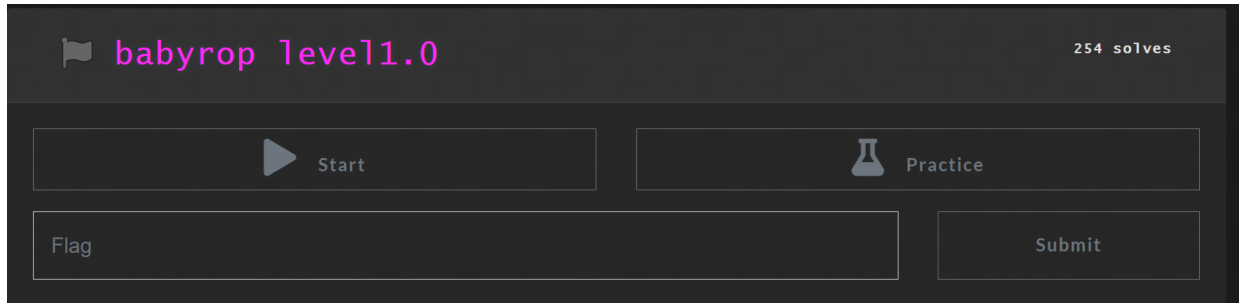 babyrop level1.0
254 solves
Start
Practice
Flag
Submit